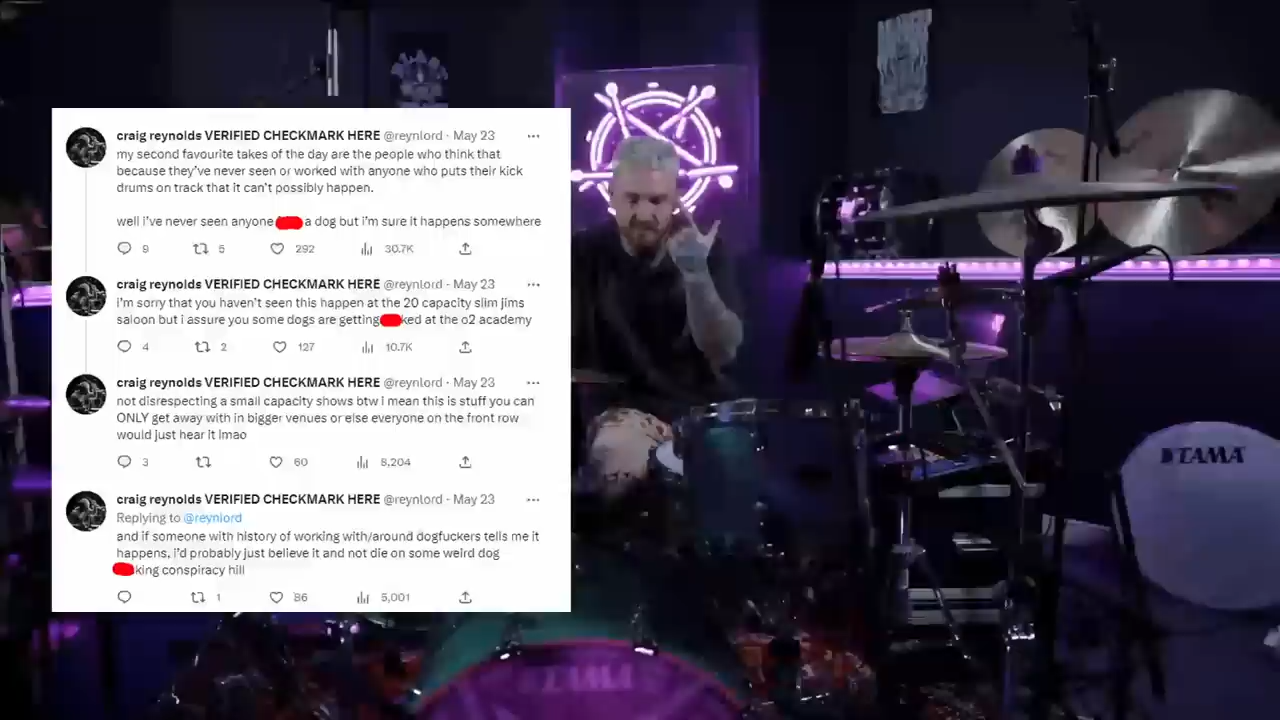 craig reynolds VERIFIED CHECKMARK HERE @reynlord · May 23
my second favourite takes of the day are the people who think that
because they've never seen or worked with anyone who puts their kick
drums on track that it can't possibly happen.
well i've never seen anyone a dog but i'm sure it happens somewhere
9 5 292 30.7K
craig reynolds VERIFIED CHECKMARK HERE @reynlord · May 23
i'm sorry that you haven't seen this happen at the 20 capacity slim jims
saloon but i assure you some dogs are getting ked at the o2 academy
4 2 127 10.7K
craig reynolds VERIFIED CHECKMARK HERE @reynlord · May 23
not disrespecting a small capacity shows btw i mean this is stuff you can
ONLY get away with in bigger venues or else everyone on the front row
would just hear it lmao
3 60 8,204
craig reynolds VERIFIED CHECKMARK HERE @reynlord · May 23
Replying to @reynlord
and if someone with history of working with/around dogfuckers tells me it
happens, i'd probably just believe it and not die on some weird dog
king conspiracy hill
1 86 5,001
TAMA
TAMA